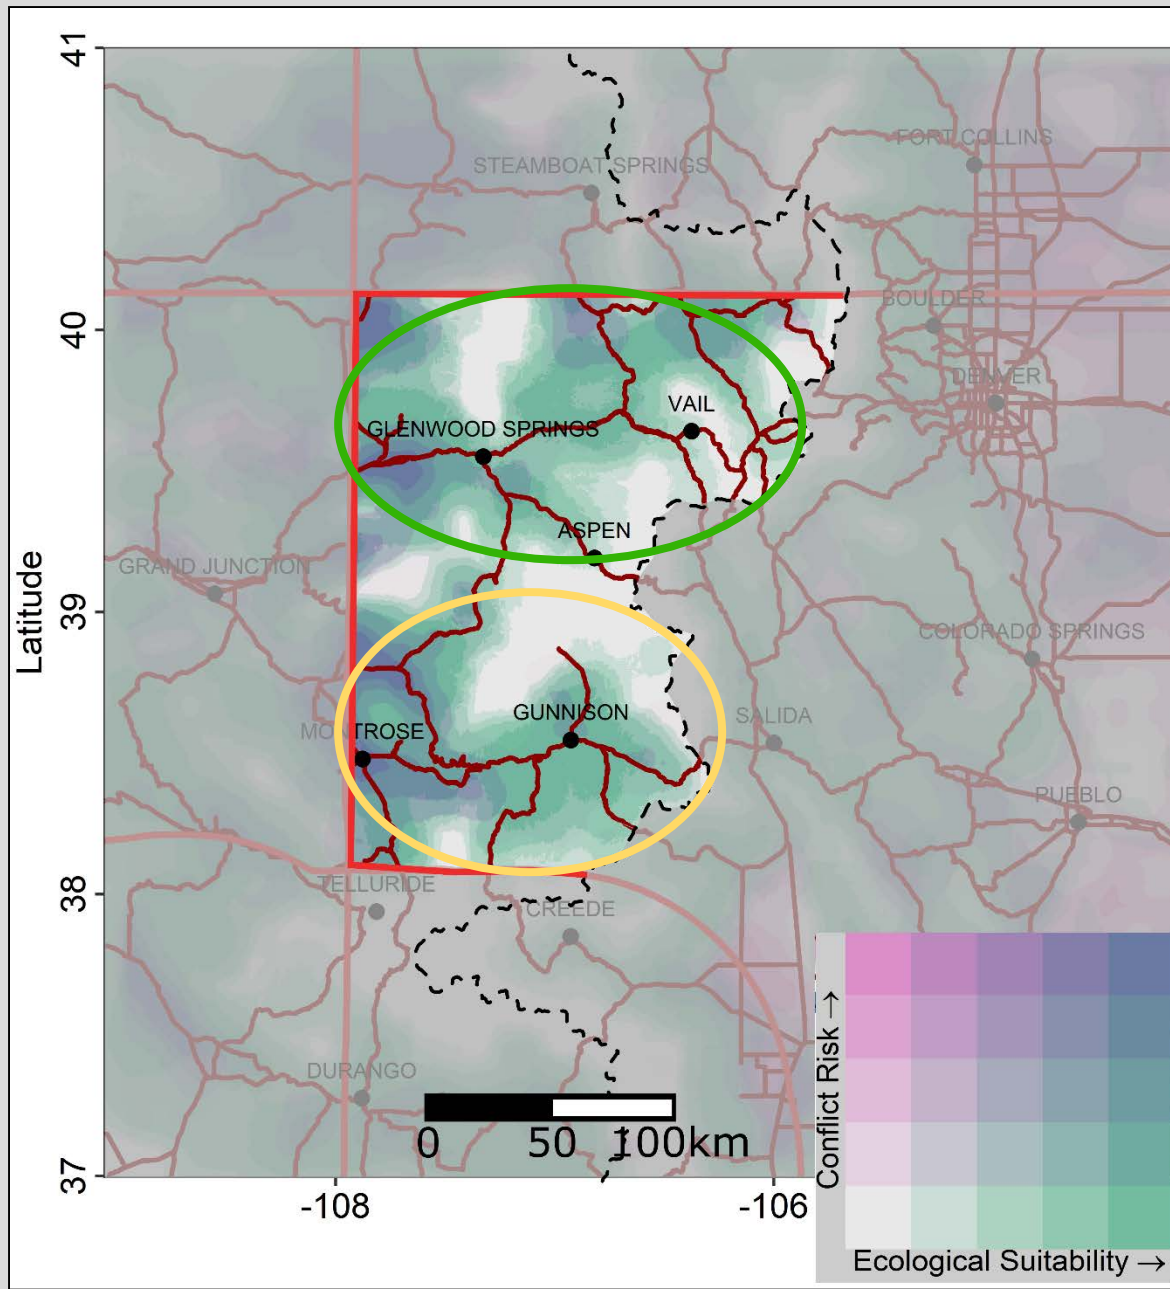 41
FORT COLLINS
STEAMBOAT SPRINGS
BOULDER
40
DENVER
VAIL
GLENWOOD SPRINGS
ASPEN
GRAND JUNCTION
Latitude
39
COLORADO SPRINGS
GUNNISON
SALIDA
MONTROSE
PUEBLO
38
TELLURIDE
CREEDE
DURANGO
0 50 100km
37
-108 -106
Conflict Risk →
Ecological Suitability →